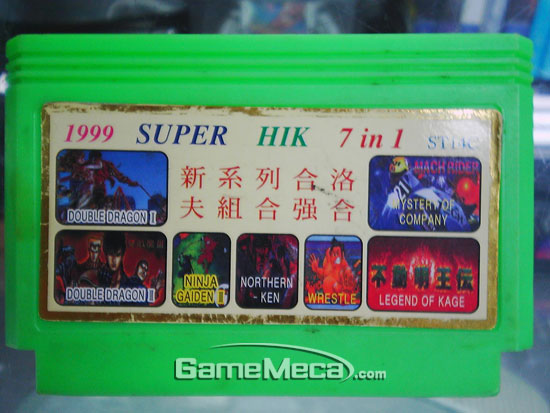 1999 SUPER HIK 7 in 1 ST14C
新系列合洛
夫組合强合
DOUBLE DRAGON I
MACH RIDER
MYSTERY OF
COMPANY
DOUBLE DRAGON II
NINJA
GAIDEN II
NORTHERN
- KEN
WRESTLE
不動明王伝
LEGEND OF KAGE
GameMeca.com